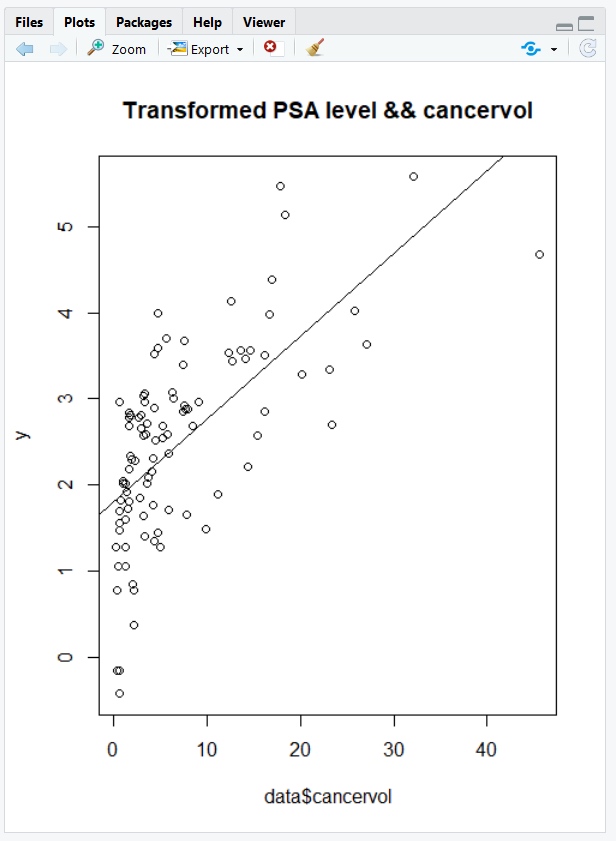 Files Plots Packages Help Viewer
Zoom Export
Transformed PSA level && cancervol
5
4
3
2
1
0
y
0 10 20 30 40
data$cancervol